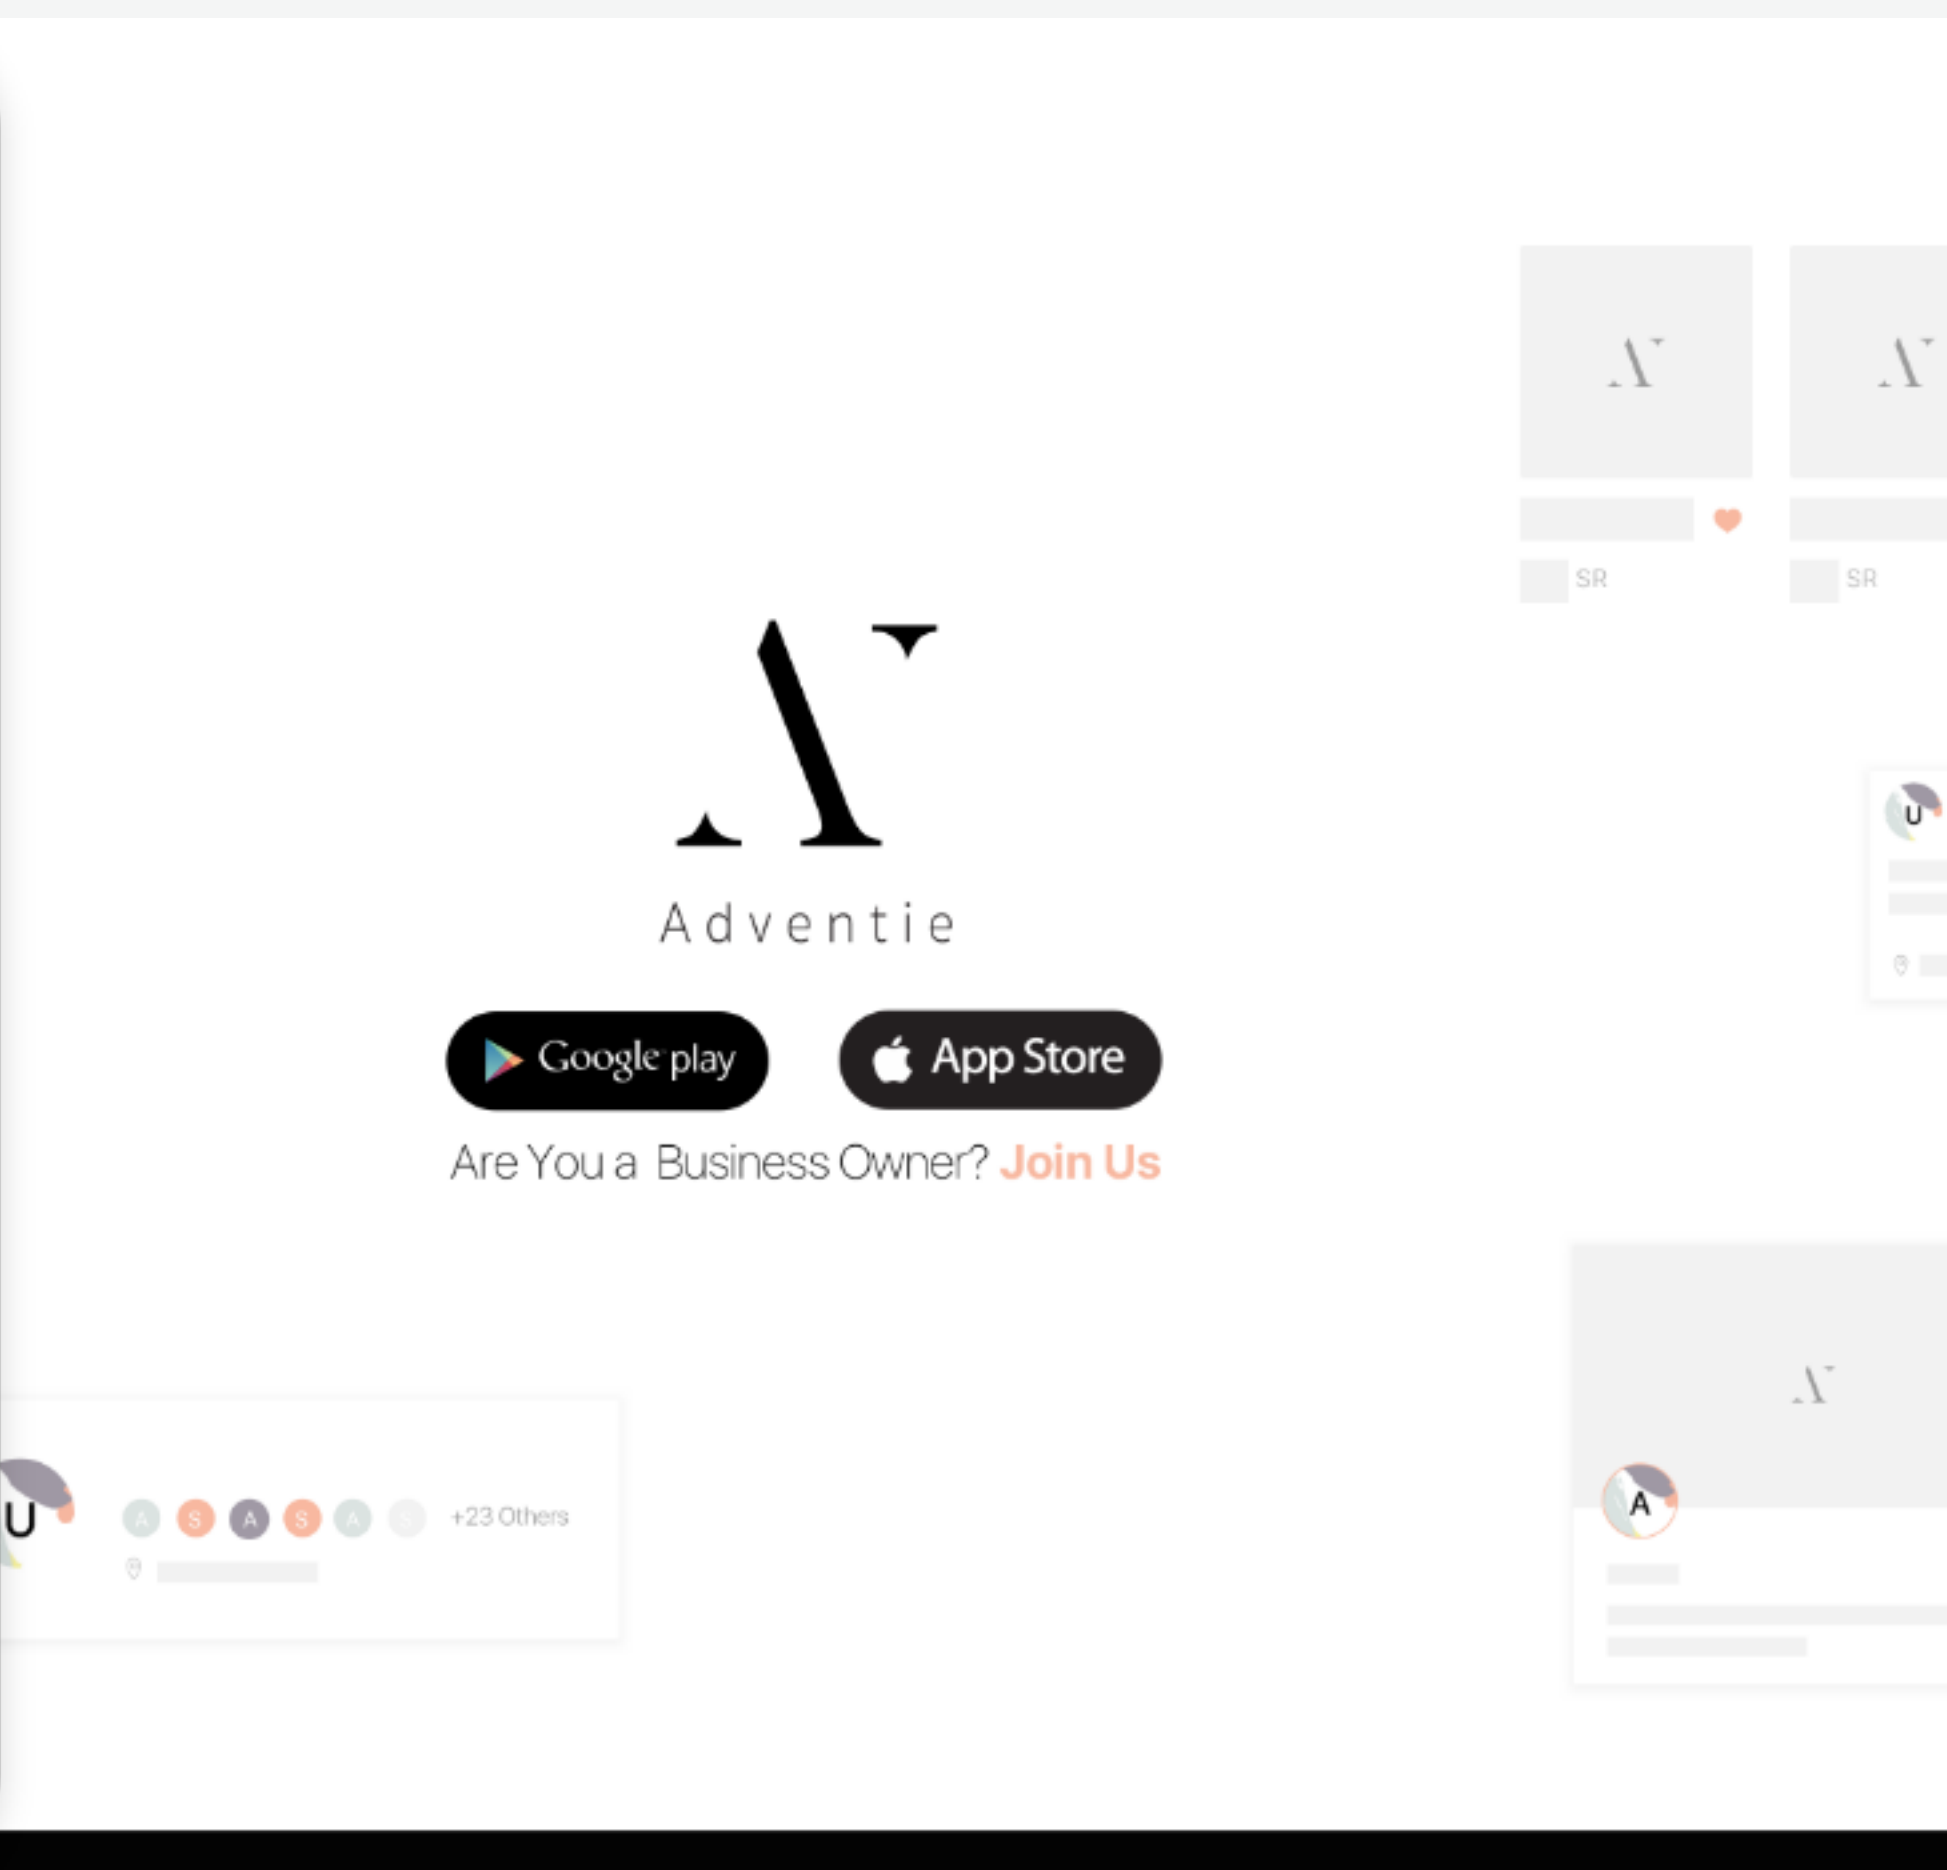 SR
SR
U
Adventie
Google play
App Store
Are You a Business Owner? Join Us
U
A S A S A S +23 Others
A